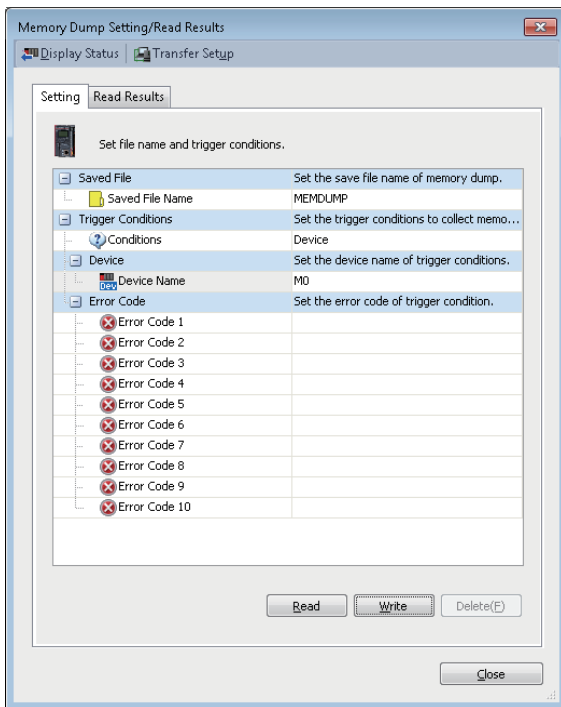 Memory Dump Setting/Read Results
Display Status Transfer Setup
Setting Read Results
Set file name and trigger conditions.
Saved File Set the save file name of memory dump.
Saved File Name MEMDUMP
Trigger Conditions Set the trigger conditions to collect memo...
Conditions Device
Device Set the device name of trigger conditions.
Dev Device Name M0
Error Code Set the error code of trigger condition.
Error Code 1
Error Code 2
Error Code 3
Error Code 4
Error Code 5
Error Code 6
Error Code 7
Error Code 8
Error Code 9
Error Code 10
Read Write Delete(F)
Close